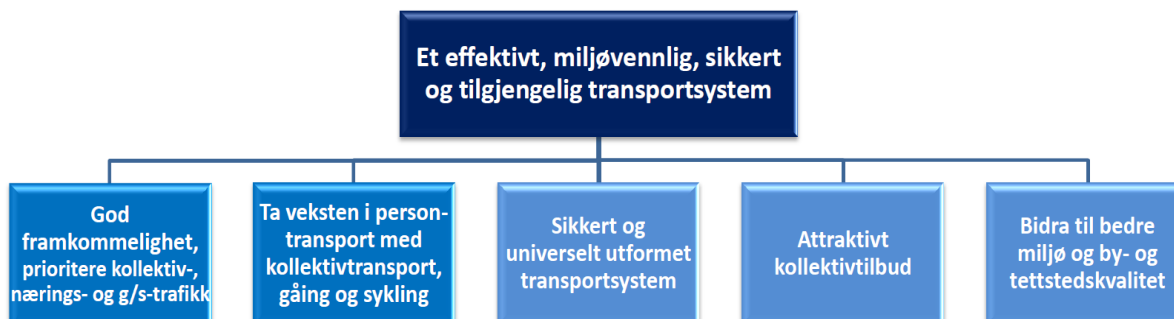 Et effektivt, miljøvennlig, sikkert
og tilgjengelig transportsystem
God
framkommelighet,
prioritere kollektiv-,
nærings- og g/s-trafikk
Ta veksten i person-
transport med
kollektivtransport,
gåing og sykling
Sikkert og
universelt utformet
transportsystem
Attraktivt
kollektivtilbud
Bidra til bedre
miljø og by- og
tettstedskvalitet